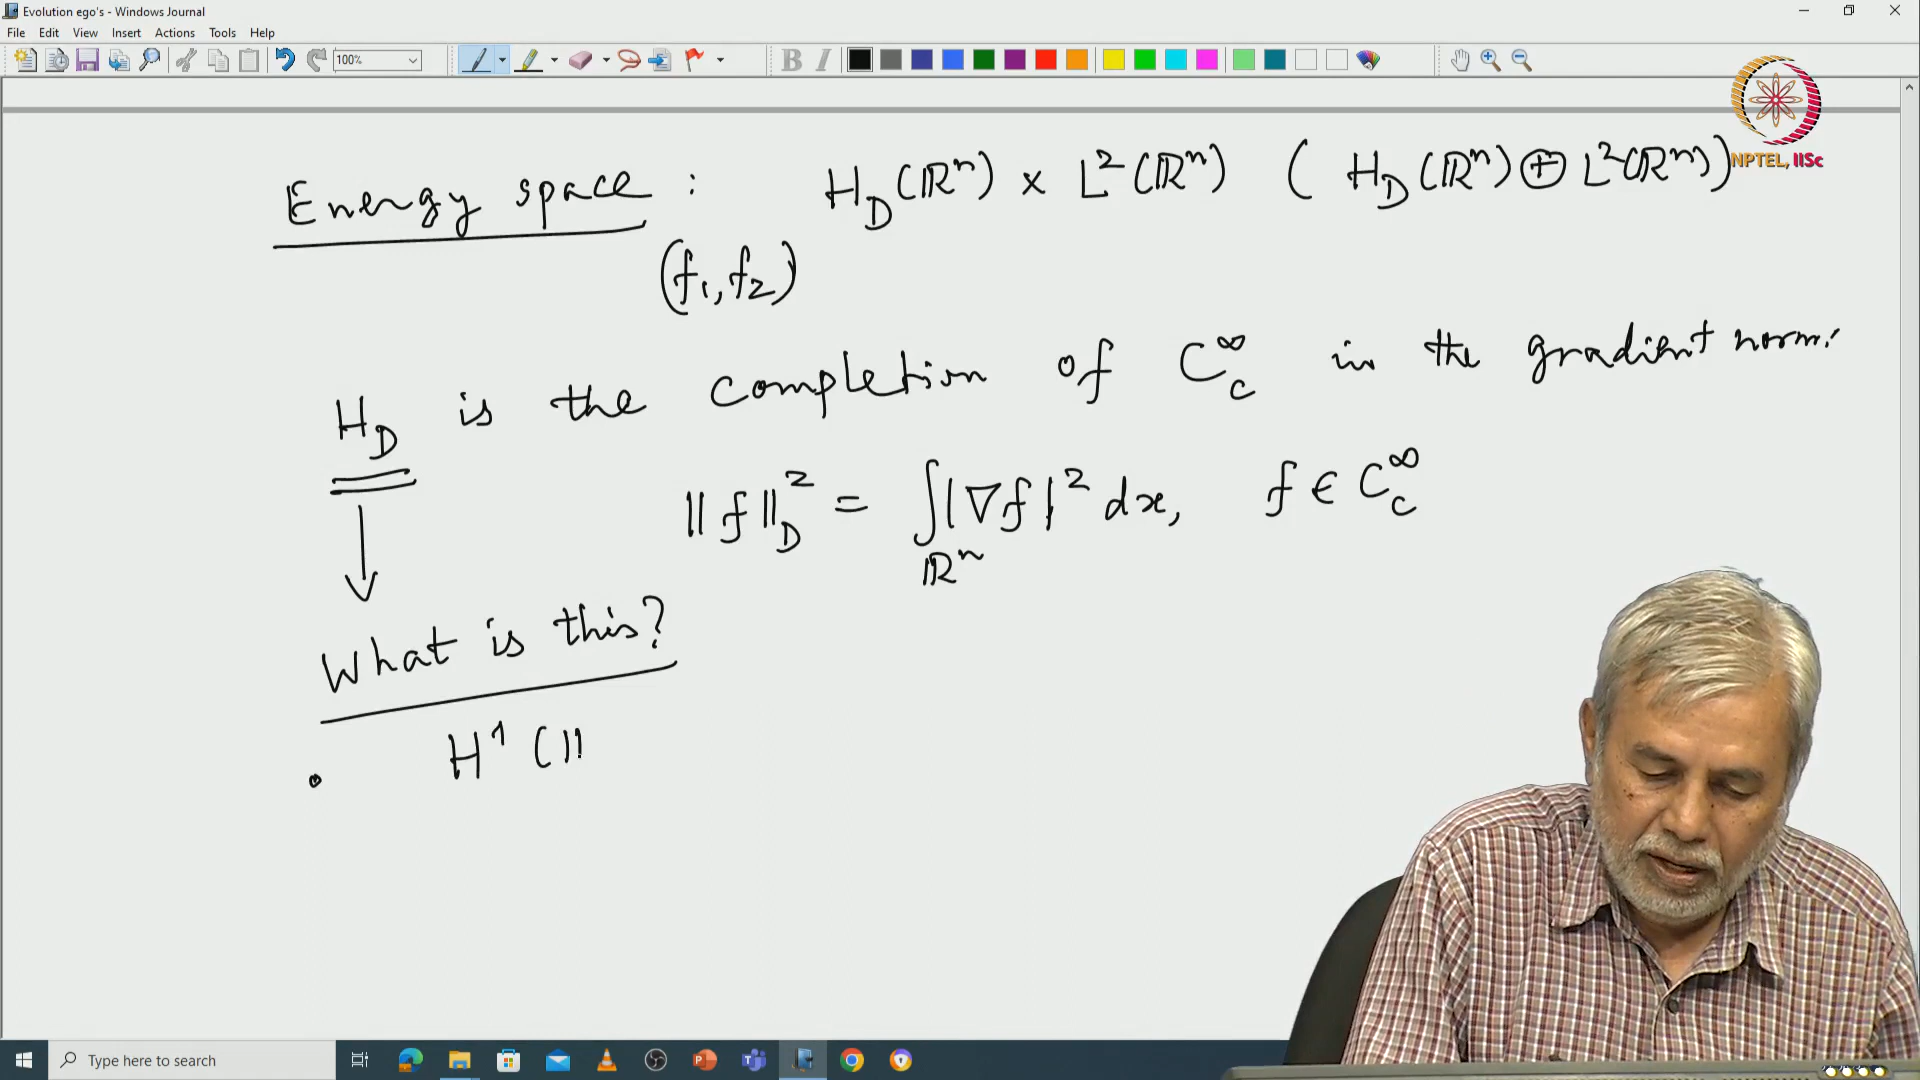 Evolution ego's - Windows Journal
File Edit View Insert Actions Tools Help
100%
B I
NPTEL, IISc
Energy space : H_D(ℝⁿ) × L²(ℝⁿ) ( H_D(ℝⁿ) ⊕ L²(ℝⁿ))
(f₁, f₂)
H_D is the completion of C_c^∞ in the gradient norm.
‖f‖_D² = ∫_{ℝⁿ} |∇f|² dx, f ∈ C_c^∞
What is this?
• H¹ (
Type here to search